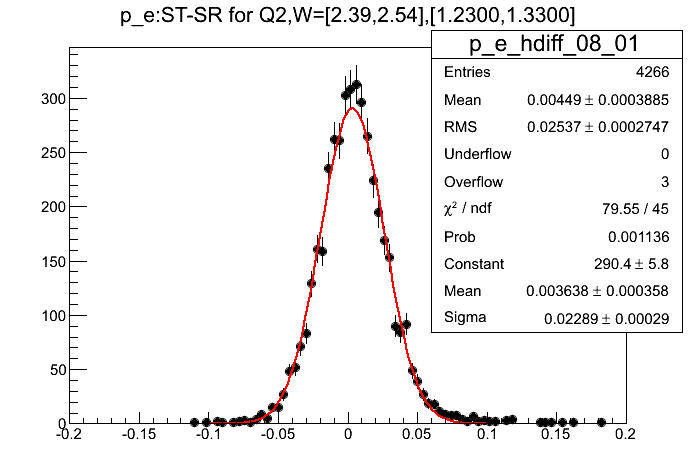 p_e:ST-SR for Q2,W=[2.39,2.54],[1.2300,1.3300]
p_e_hdiff_08_01
Entries 4266
Mean 0.00449 ± 0.0003885
RMS 0.02537 ± 0.0002747
Underflow 0
Overflow 3
χ² / ndf 79.55 / 45
Prob 0.001136
Constant 290.4 ± 5.8
Mean 0.003638 ± 0.000358
Sigma 0.02289 ± 0.00029
300
250
200
150
100
50
0
-0.2 -0.15 -0.1 -0.05 0 0.05 0.1 0.15 0.2